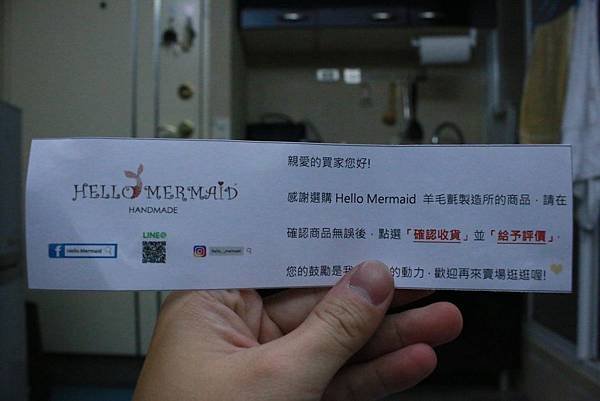 HELLO MERMAID
HANDMADE
LINE@
Hello.Mermaid
hello._.mermaid
親愛的買家您好!
感謝選購 Hello Mermaid 羊毛氈製造所的商品，請在
確認商品無誤後，點選「確認收貨」並「給予評價」，
您的鼓勵是我 的動力，歡迎再來賣場逛逛喔!